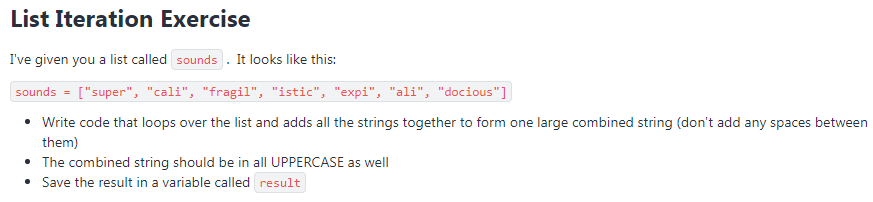 List Iteration Exercise
I've given you a list called sounds . It looks like this:
sounds = ["super", "cali", "fragil", "istic", "expi", "ali", "docious"]
• Write code that loops over the list and adds all the strings together to form one large combined string (don't add any spaces between
them)
• The combined string should be in all UPPERCASE as well
• Save the result in a variable called result